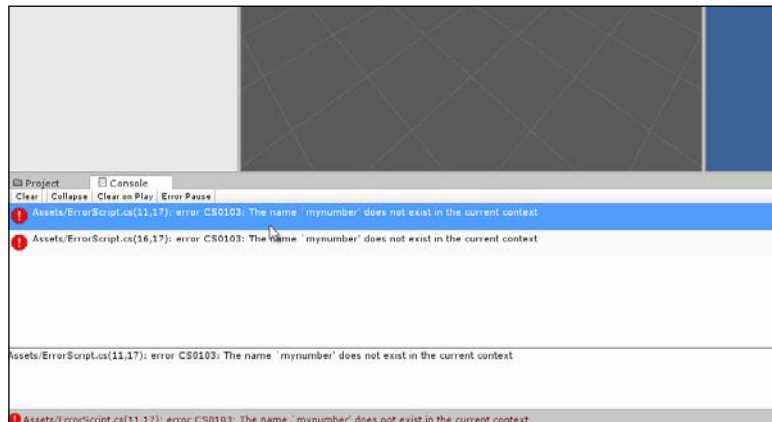 Project Console
Clear Collapse Clear on Play Error Pause
Assets/ErrorScript.cs(11,17): error CS0103: The name `mynumber' does not exist in the current context
Assets/ErrorScript.cs(16,17): error CS0103: The name `mynumber' does not exist in the current context
Assets/ErrorScript.cs(11,17): error CS0103: The name `mynumber' does not exist in the current context
Assets/ErrorScript.cs(11,17): error CS0103: The name `mynumber' does not exist in the current context